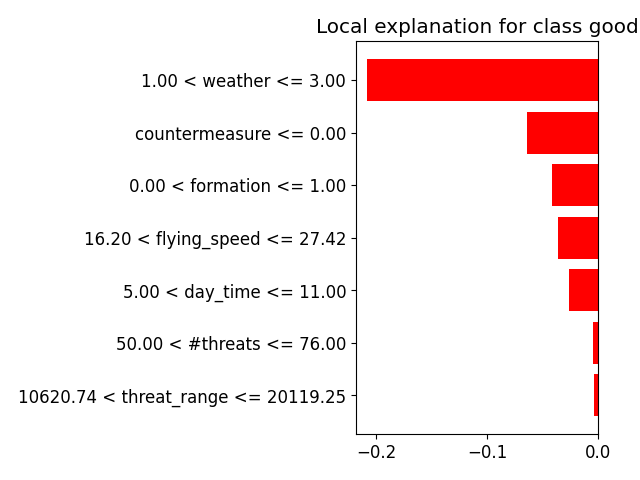 Local explanation for class good
1.00 < weather <= 3.00
countermeasure <= 0.00
0.00 < formation <= 1.00
16.20 < flying_speed <= 27.42
5.00 < day_time <= 11.00
50.00 < #threats <= 76.00
10620.74 < threat_range <= 20119.25
−0.2 −0.1 0.0